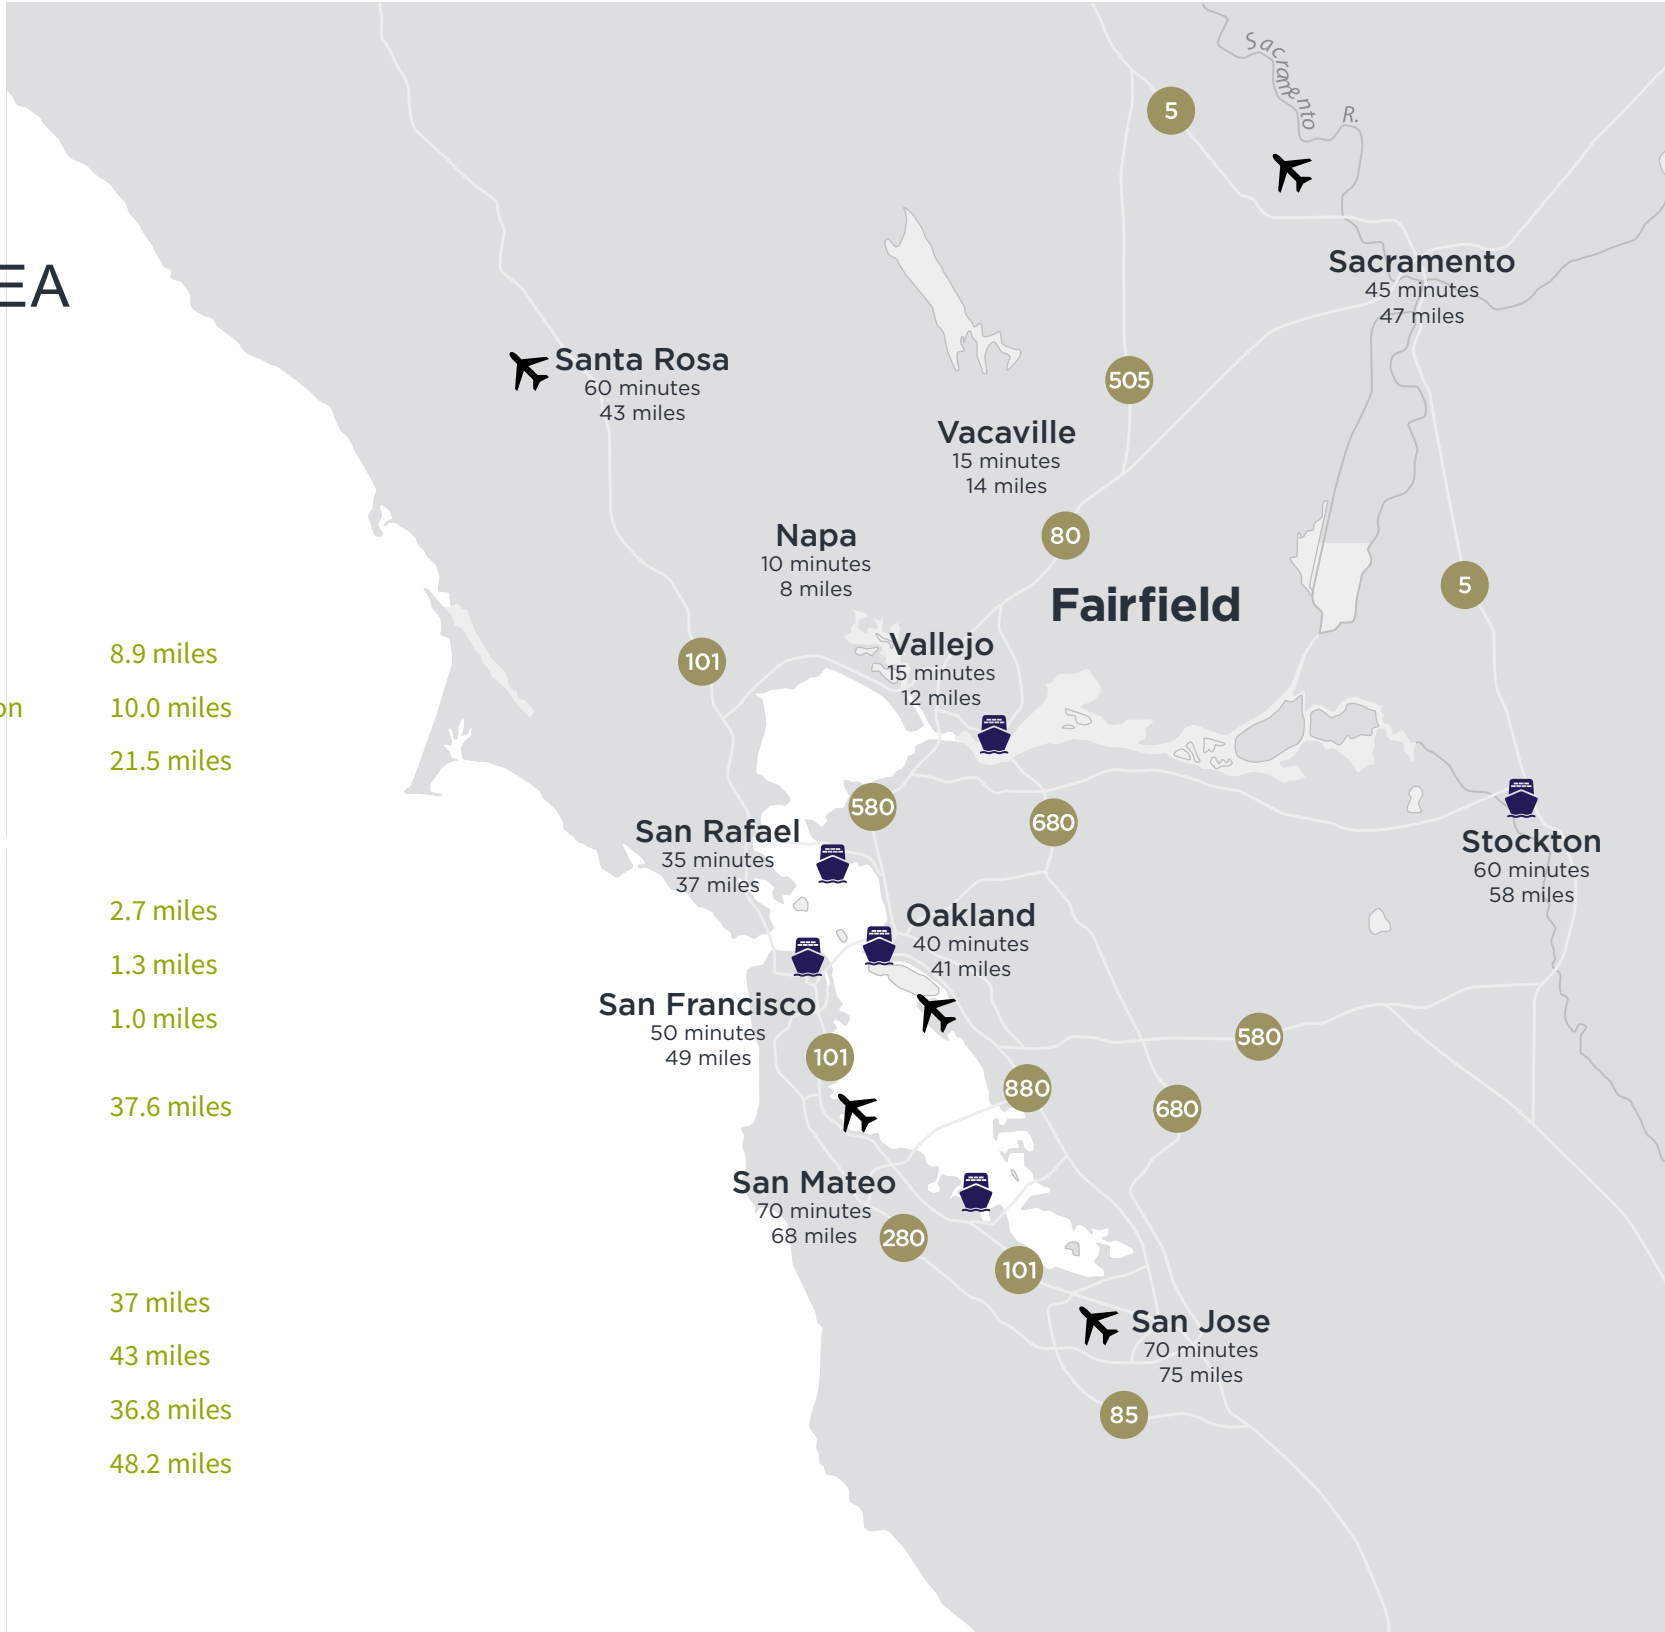 EA
8.9 miles
on
10.0 miles
21.5 miles
2.7 miles
1.3 miles
1.0 miles
37.6 miles
37 miles
43 miles
36.8 miles
48.2 miles
Sacramento R.
5
Sacramento
45 minutes
47 miles
Santa Rosa
60 minutes
43 miles
505
Vacaville
15 minutes
14 miles
Napa
10 minutes
8 miles
80
Fairfield
5
Vallejo
15 minutes
12 miles
101
580
680
San Rafael
35 minutes
37 miles
Stockton
60 minutes
58 miles
Oakland
40 minutes
41 miles
San Francisco
50 minutes
49 miles
101
580
880
680
San Mateo
70 minutes
68 miles
280
101
San Jose
70 minutes
75 miles
85